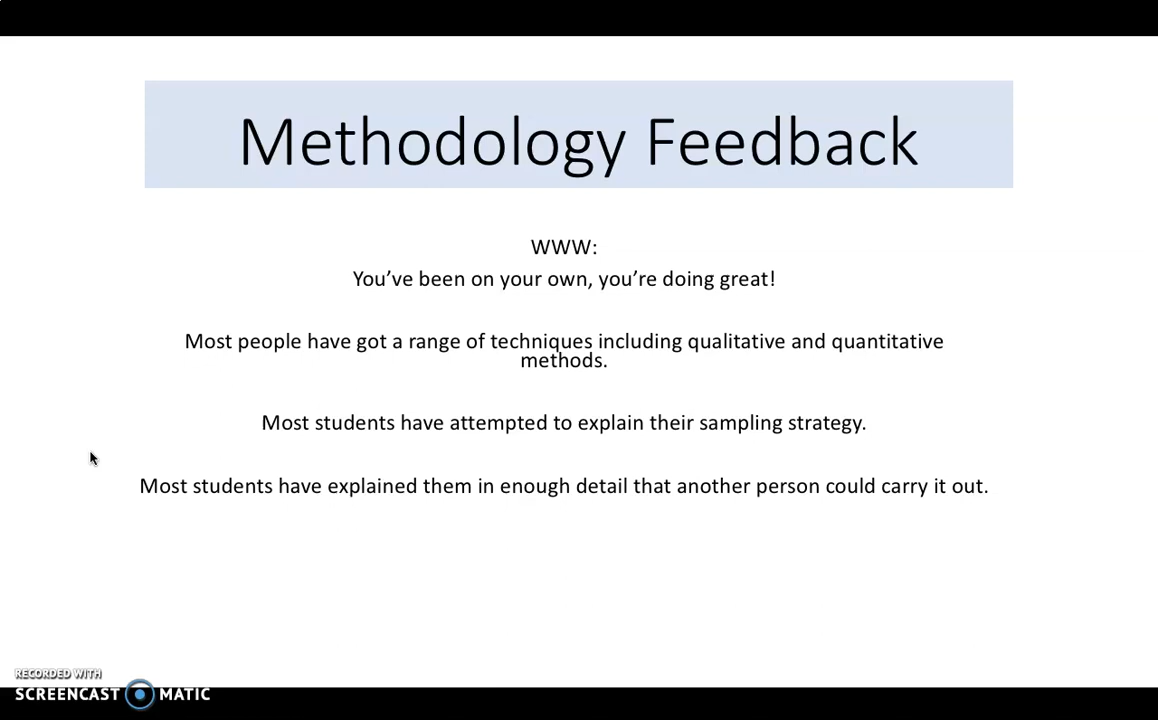 Methodology Feedback
WWW:
You’ve been on your own, you’re doing great!
Most people have got a range of techniques including qualitative and quantitative
methods.
Most students have attempted to explain their sampling strategy.
Most students have explained them in enough detail that another person could carry it out.
RECORDED WITH
SCREENCAST MATIC